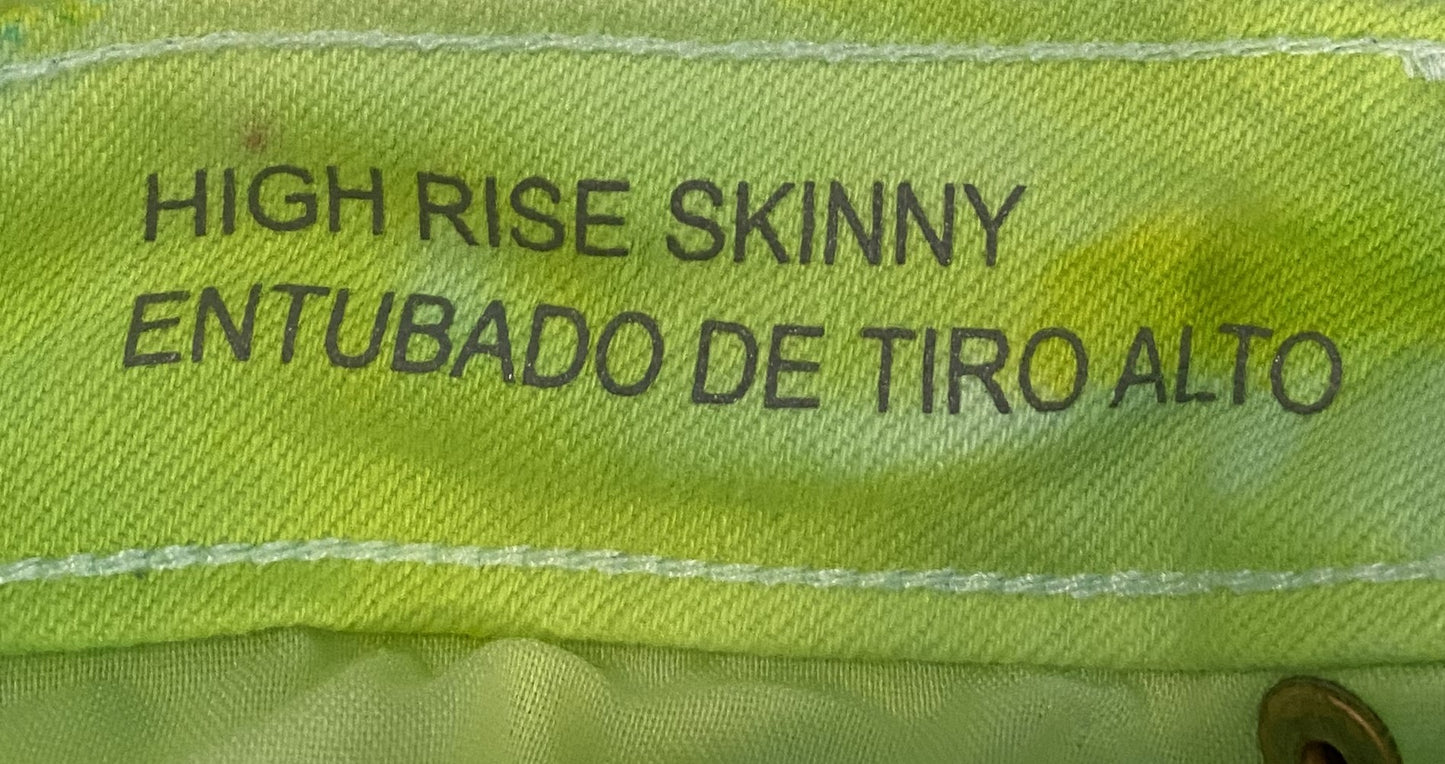 HIGH RISE SKINNY
ENTUBADO DE TIRO ALTO